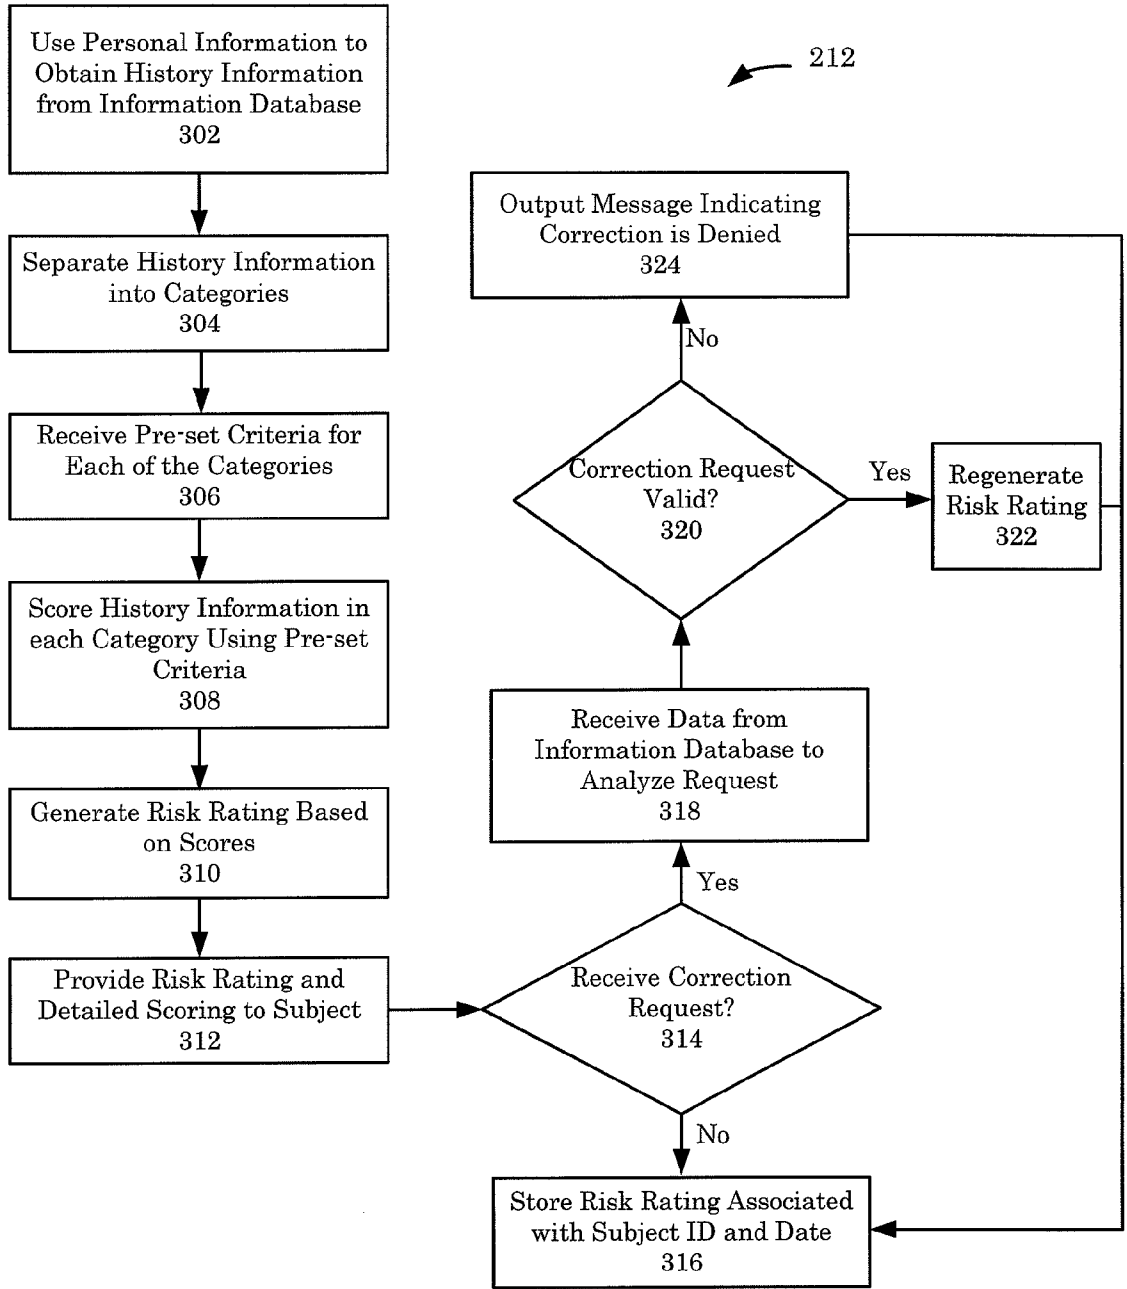 Use Personal Information to
Obtain History Information
from Information Database
302
Separate History Information
into Categories
304
Receive Pre-set Criteria for
Each of the Categories
306
Score History Information in
each Category Using Pre-set
Criteria
308
Generate Risk Rating Based
on Scores
310
Provide Risk Rating and
Detailed Scoring to Subject
312
212
Output Message Indicating
Correction is Denied
324
No
Correction Request
Valid?
320
Yes
Regenerate
Risk Rating
322
Receive Data from
Information Database to
Analyze Request
318
Yes
Receive Correction
Request?
314
No
Store Risk Rating Associated
with Subject ID and Date
316